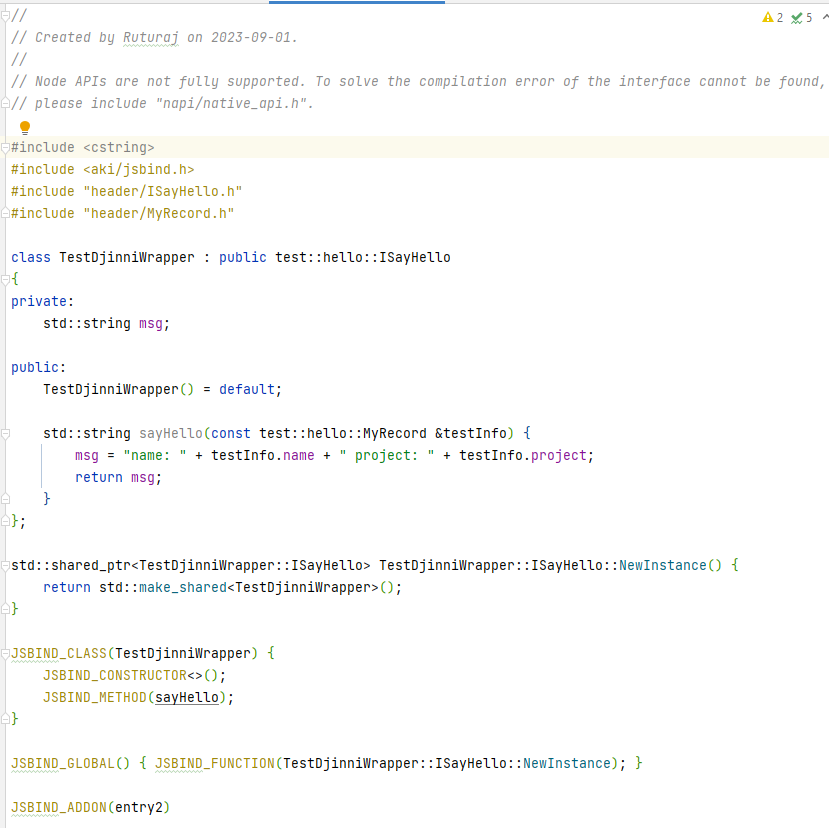 //
// Created by Ruturaj on 2023-09-01.
//
// Node APIs are not fully supported. To solve the compilation error of the interface cannot be found,
// please include "napi/native_api.h".
#include <cstring>
#include <aki/jsbind.h>
#include "header/ISayHello.h"
#include "header/MyRecord.h"
class TestDjinniWrapper : public test::hello::ISayHello
{
private:
    std::string msg;
public:
    TestDjinniWrapper() = default;
    std::string sayHello(const test::hello::MyRecord &testInfo) {
        msg = "name: " + testInfo.name + " project: " + testInfo.project;
        return msg;
    }
};
std::shared_ptr<TestDjinniWrapper::ISayHello> TestDjinniWrapper::ISayHello::NewInstance() {
    return std::make_shared<TestDjinniWrapper>();
}
JSBIND_CLASS(TestDjinniWrapper) {
    JSBIND_CONSTRUCTOR<>();
    JSBIND_METHOD(sayHello);
}
JSBIND_GLOBAL() { JSBIND_FUNCTION(TestDjinniWrapper::ISayHello::NewInstance); }
JSBIND_ADDON(entry2)
2 5